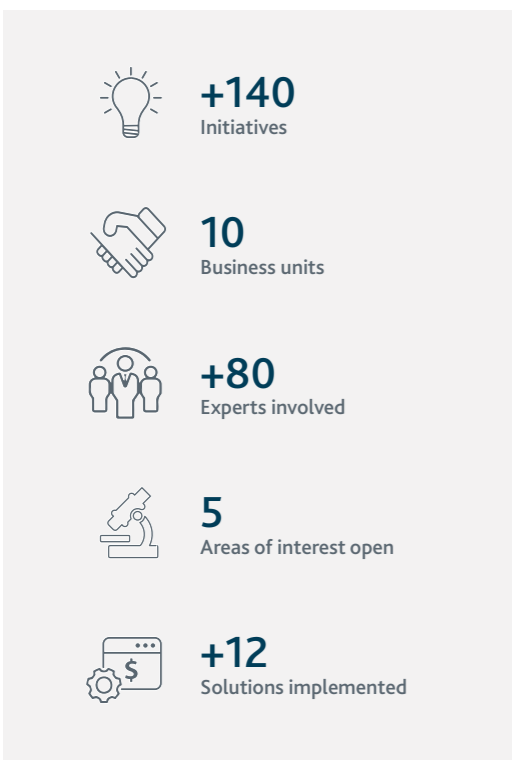 +140
Initiatives
10
Business units
+80
Experts involved
5
Areas of interest open
$
+12
Solutions implemented